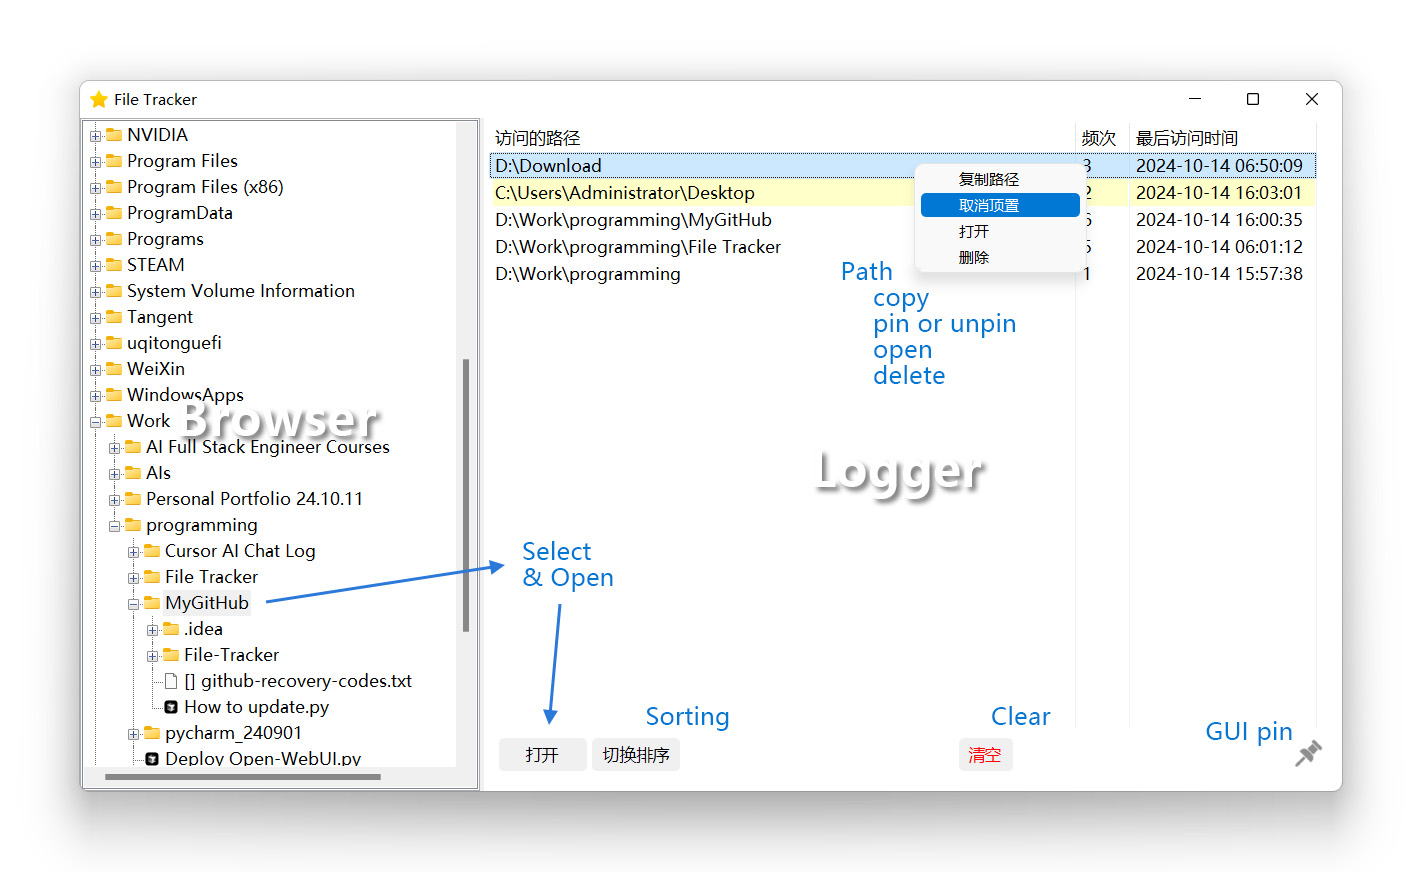 File Tracker
NVIDIA
Program Files
Program Files (x86)
ProgramData
Programs
STEAM
System Volume Information
Tangent
uqitonguefi
WeiXin
WindowsApps
Work
Browser
AI Full Stack Engineer Courses
AIs
Personal Portfolio 24.10.11
programming
Cursor AI Chat Log
File Tracker
MyGitHub
.idea
File-Tracker
[] github-recovery-codes.txt
How to update.py
pycharm_240901
Deploy Open-WebUI.py
访问的路径 频次 最后访问时间
D:\Download 3 2024-10-14 06:50:09
C:\Users\Administrator\Desktop 2 2024-10-14 16:03:01
D:\Work\programming\MyGitHub 6 2024-10-14 16:00:35
D:\Work\programming\File Tracker 5 2024-10-14 06:01:12
D:\Work\programming 1 2024-10-14 15:57:38
复制路径
取消顶置
打开
删除
Path
copy
pin or unpin
open
delete
Logger
Select
& Open
Sorting
Clear
GUI pin
打开
切换排序
清空